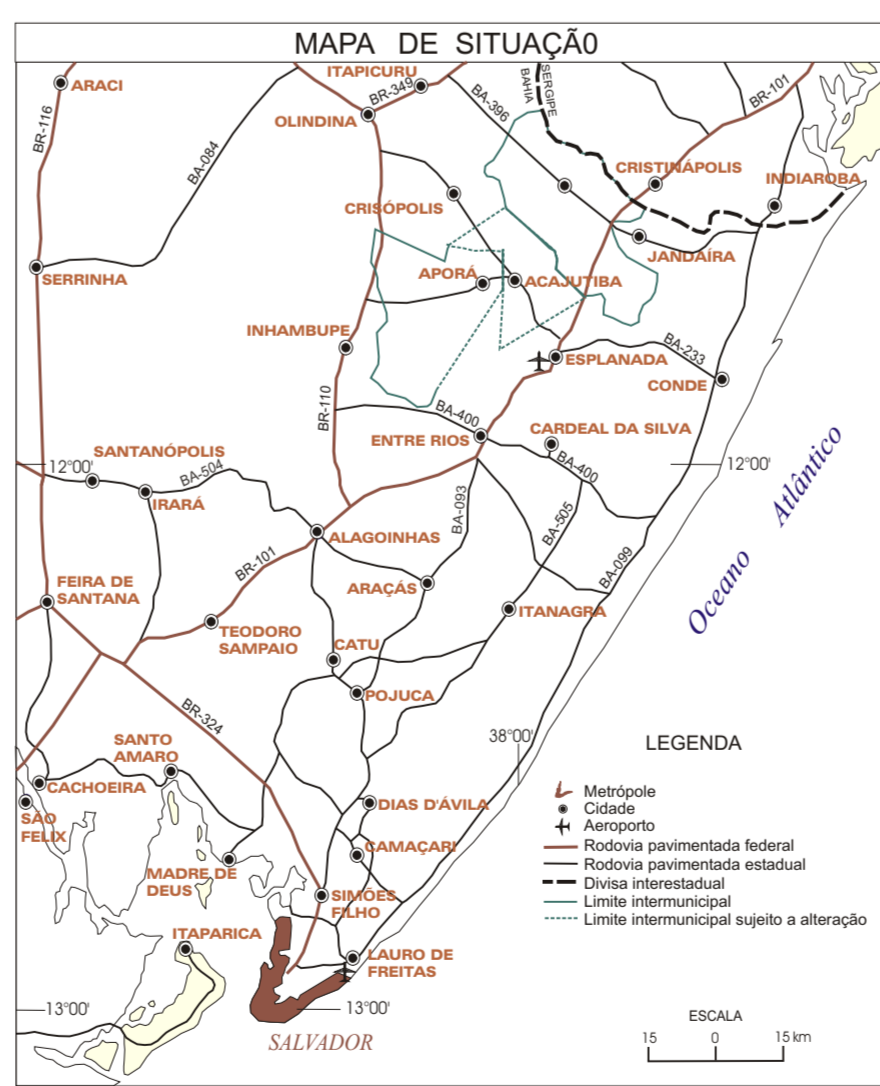 MAPA DE SITUAÇÃ0
ITAPICURU
ARACI
BR-349
BAHIA
SERGIPE
BR-101
BA-396
OLINDINA
BR-116
BA-084
CRISTINÁPOLIS
INDIAROBA
CRISÓPOLIS
JANDAÍRA
SERRINHA
APORÁ
ACAJUTIBA
INHAMBUPE
ESPLANADA
BA-233
CONDE
BR-110
BA-400
ENTRE RIOS
CARDEAL DA SILVA
SANTANÓPOLIS
12°00'
BA-504
BA-400
12°00'
IRARÁ
BA-093
BA-505
ALAGOINHAS
BR-101
BA-099
Oceano Atlântico
FEIRA DE
SANTANA
ARAÇÁS
ITANAGRA
TEODORO
SAMPAIO
CATU
POJUCA
BR-324
38°00'
SANTO
AMARO
CACHOEIRA
SÃO
FELIX
DIAS D'ÁVILA
CAMAÇARI
MADRE DE
DEUS
SIMÕES
FILHO
ITAPARICA
LAURO DE
FREITAS
13°00'
13°00'
SALVADOR
LEGENDA
Metrópole
Cidade
Aeroporto
Rodovia pavimentada federal
Rodovia pavimentada estadual
Divisa interestadual
Limite intermunicipal
Limite intermunicipal sujeito a alteração
ESCALA
15 0 15 km